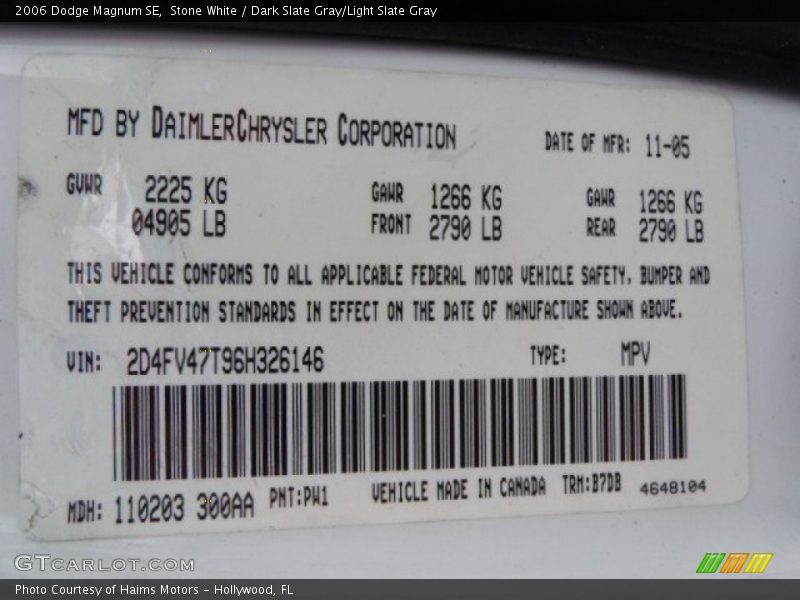 2006 Dodge Magnum SE,  Stone White / Dark Slate Gray/Light Slate Gray
MFD BY DAIMLERCHRYSLER CORPORATION
DATE OF MFR: 11-05
GVWR 2225 KG GAWR 1266 KG GAWR 1266 KG
04905 LB FRONT 2790 LB REAR 2790 LB
THIS VEHICLE CONFORMS TO ALL APPLICABLE FEDERAL MOTOR VEHICLE SAFETY, BUMPER AND
THEFT PREVENTION STANDARDS IN EFFECT ON THE DATE OF MANUFACTURE SHOWN ABOVE.
VIN: 2D4FV47T96H326146 TYPE: MPV
MDH: 110203 300AA PNT:PW1 VEHICLE MADE IN CANADA TRM:B7DB 4648104
GTCARLOT.COM
Photo Courtesy of Haims Motors - Hollywood, FL